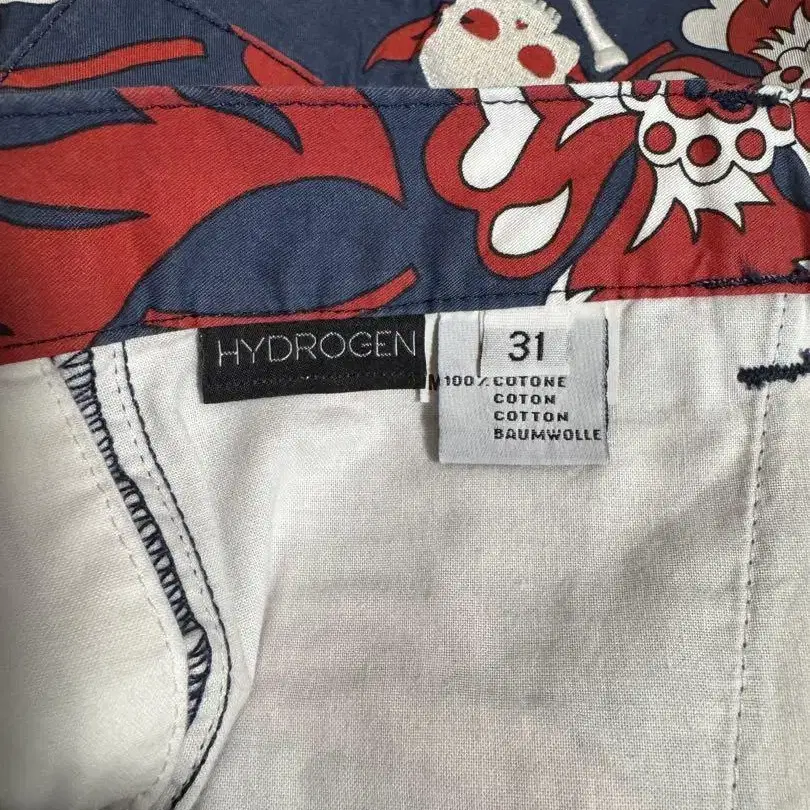 HYDROGEN
31
100% COTONE
COTON
COTTON
BAUMWOLLE